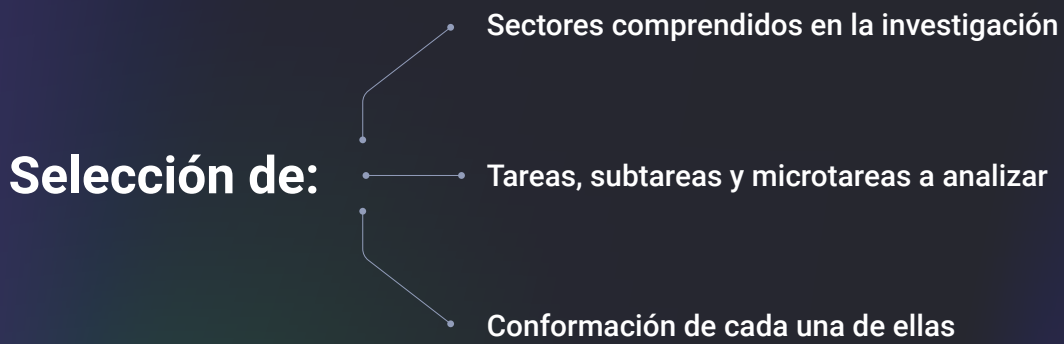 Selección de:
Sectores comprendidos en la investigación
Tareas, subtareas y microtareas a analizar
Conformación de cada una de ellas